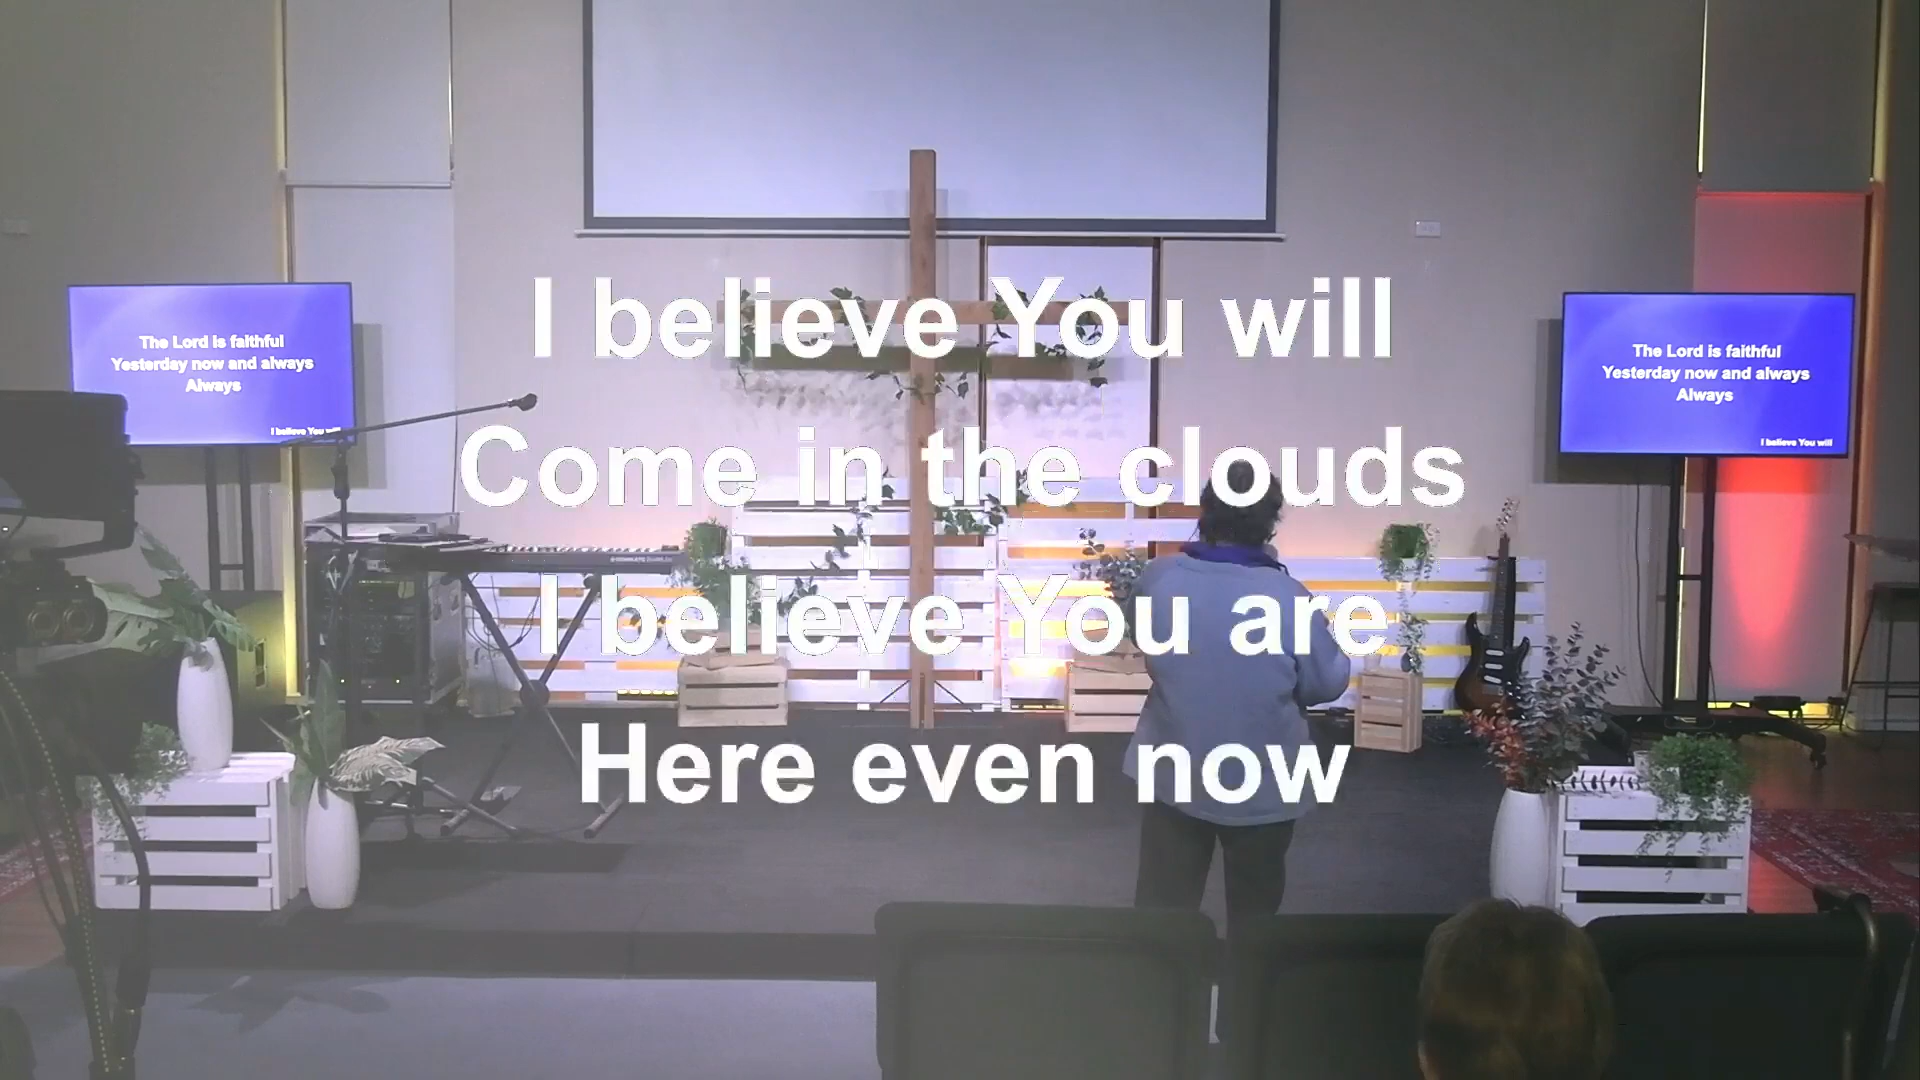 I believe You will
Come in the clouds
I believe You are
Here even now
The Lord is faithful
Yesterday now and always
Always
I believe You will
The Lord is faithful
Yesterday now and always
Always
I believe You will